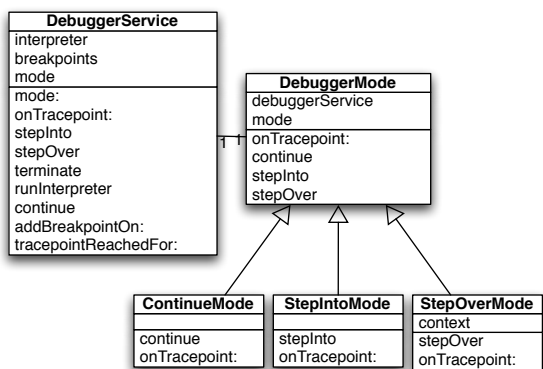 DebuggerService
interpreter
breakpoints
mode
mode:
onTracepoint:
stepInto
stepOver
terminate
runInterpreter
continue
addBreakpointOn:
tracepointReachedFor:
1 1
DebuggerMode
debuggerService
mode
onTracepoint:
continue
stepInto
stepOver
ContinueMode
continue
onTracepoint:
StepIntoMode
stepInto
onTracepoint:
StepOverMode
context
stepOver
onTracepoint: